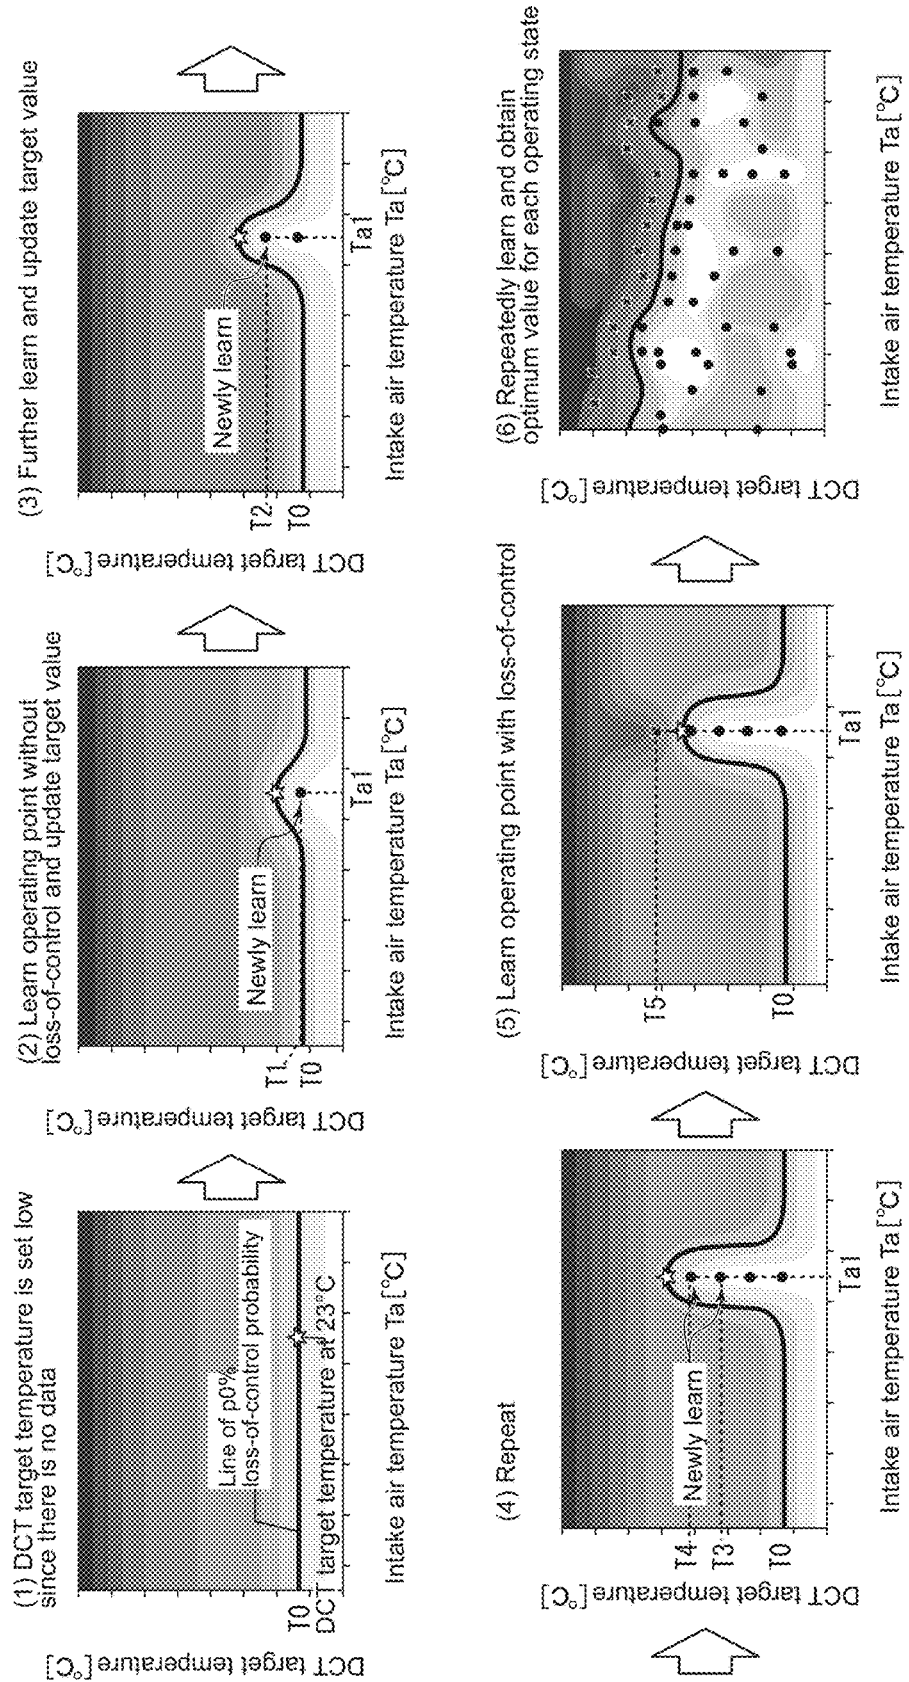 (1) DCT target temperature is set low
since there is no data
DCT target temperature [°C]
Line of p0%
loss-of-control probability
T0
DCT target temperature at 23°C
Intake air temperature Ta[°C]
(2) Learn operating point without
loss-of-control and update target value
DCT target temperature [°C]
Newly learn
T1
T0
Ta1
Intake air temperature Ta[°C]
(3) Further learn and update target value
DCT target temperature [°C]
Newly learn
T2
T0
Ta1
Intake air temperature Ta[°C]
(4) Repeat
DCT target temperature [°C]
Newly learn
T4
T3
T0
Ta1
Intake air temperature Ta[°C]
(5) Learn operating point with loss-of-control
DCT target temperature [°C]
T5
T0
Ta1
Intake air temperature Ta[°C]
(6) Repeatedly learn and obtain
optimum value for each operating state
DCT target temperature [°C]
Intake air temperature Ta[°C]